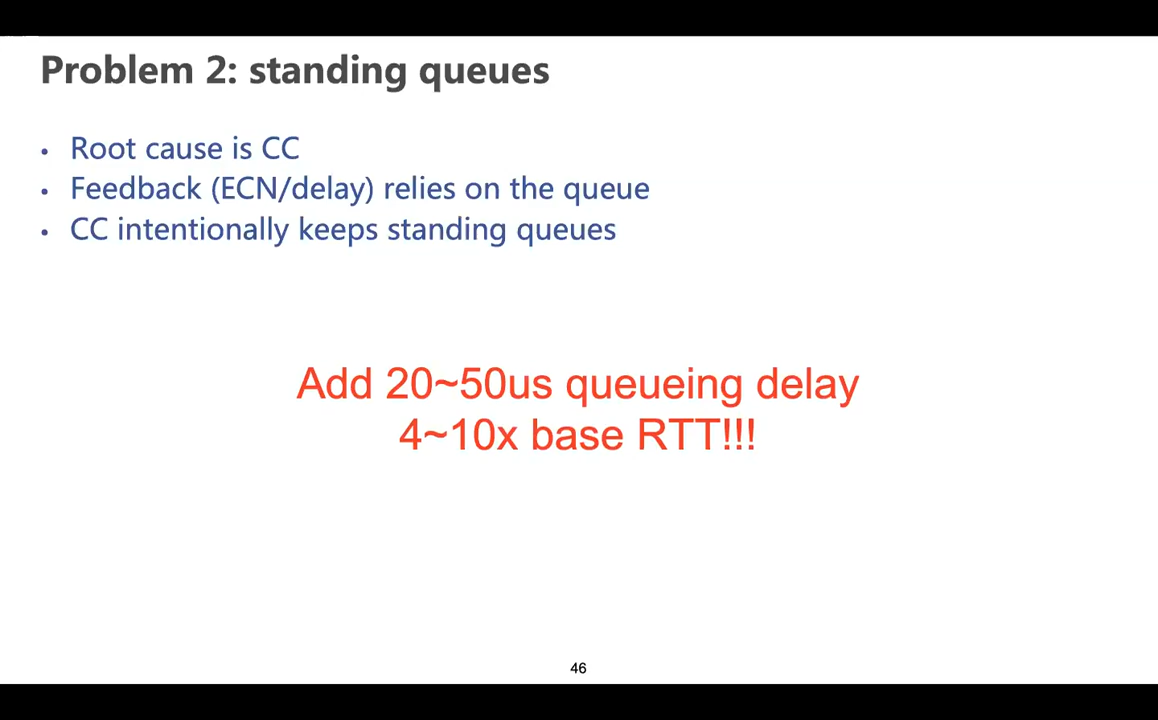 Problem 2: standing queues
• Root cause is CC
• Feedback (ECN/delay) relies on the queue
• CC intentionally keeps standing queues
Add 20~50us queueing delay
4~10x base RTT!!!
46